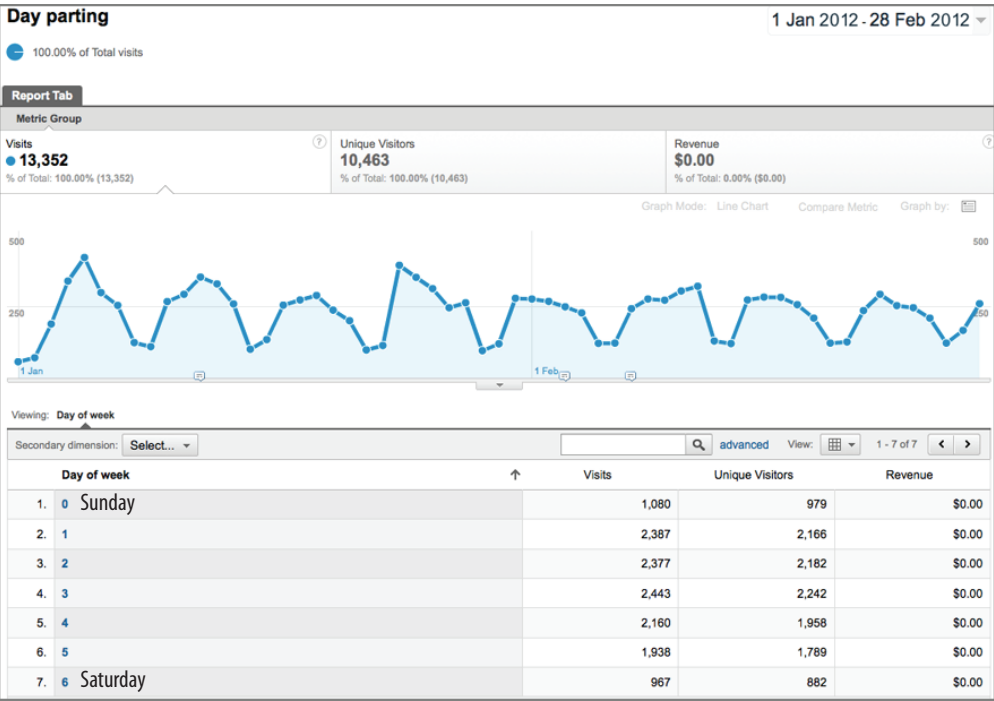 Day parting
1 Jan 2012 - 28 Feb 2012
100.00% of Total visits
Report Tab
Metric Group
Visits
13,352
% of Total: 100.00% (13,352)
?
Unique Visitors
10,463
% of Total: 100.00% (10,463)
Revenue
$0.00
% of Total: 0.00% ($0.00)
?
Graph Mode: Line Chart Compare Metric Graph by:
500 500
250 250
1 Jan 1 Feb
Viewing: Day of week
Secondary dimension: Select... advanced View: 1 - 7 of 7
Day of week Visits Unique Visitors Revenue
1. 0 Sunday 1,080 979 $0.00
2. 1 2,387 2,166 $0.00
3. 2 2,377 2,182 $0.00
4. 3 2,443 2,242 $0.00
5. 4 2,160 1,958 $0.00
6. 5 1,938 1,789 $0.00
7. 6 Saturday 967 882 $0.00